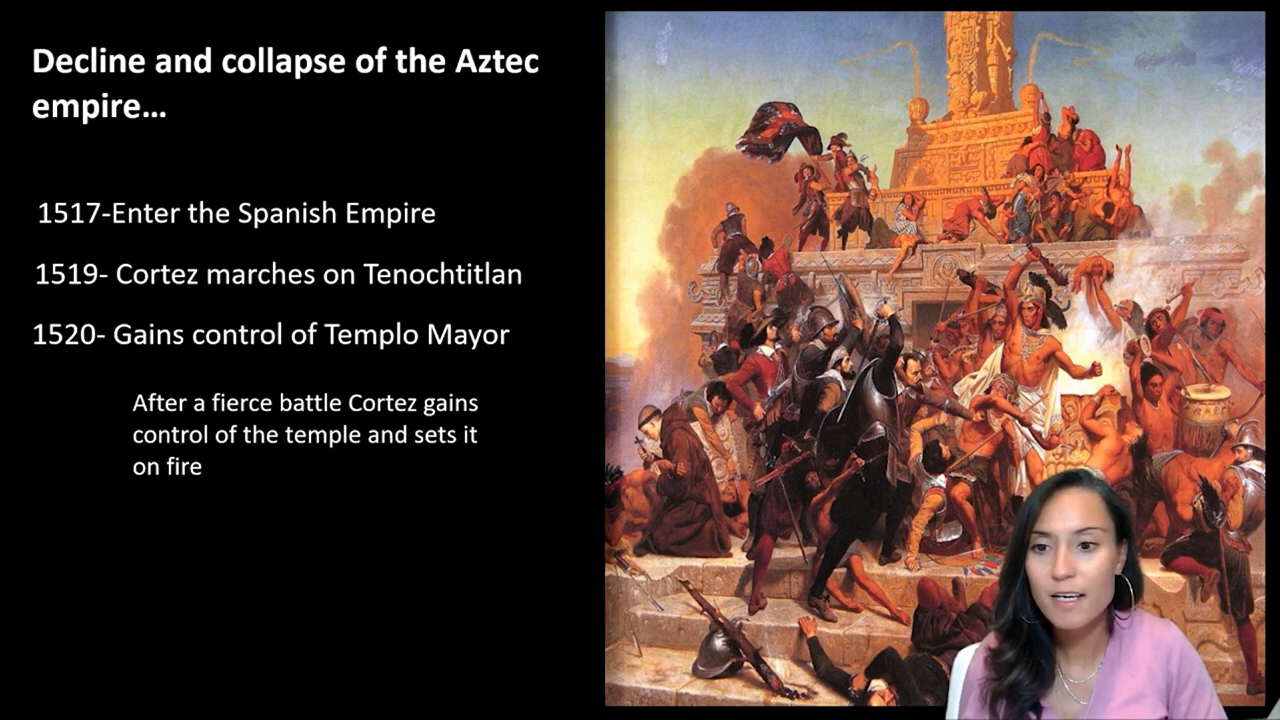 Decline and collapse of the Aztec
empire...
1517-Enter the Spanish Empire
1519- Cortez marches on Tenochtitlan
1520- Gains control of Templo Mayor
After a fierce battle Cortez gains
control of the temple and sets it
on fire